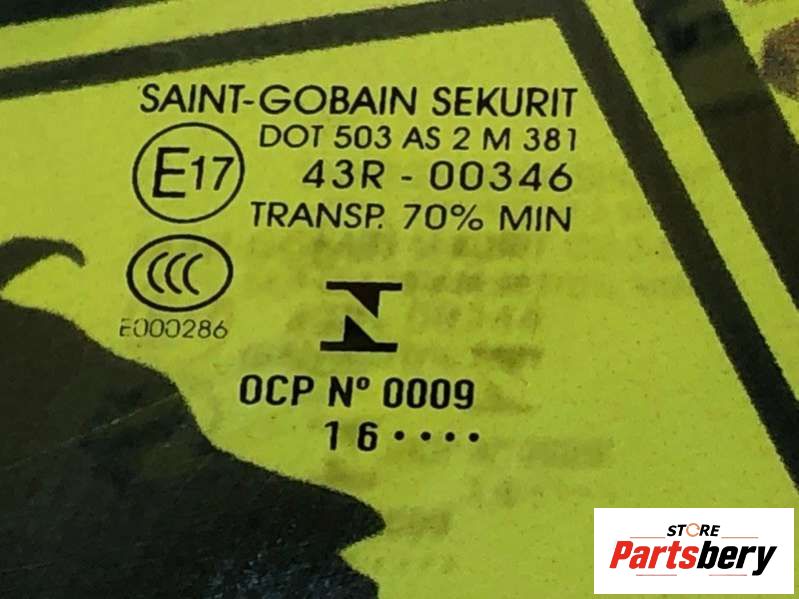 SAINT-GOBAIN SEKURIT
DOT 503 AS 2 M 381
E17
43R - 00346
TRANSP. 70% MIN
CCC
E000286
OCP Nº 0009
16••••
STORE
Partsbery